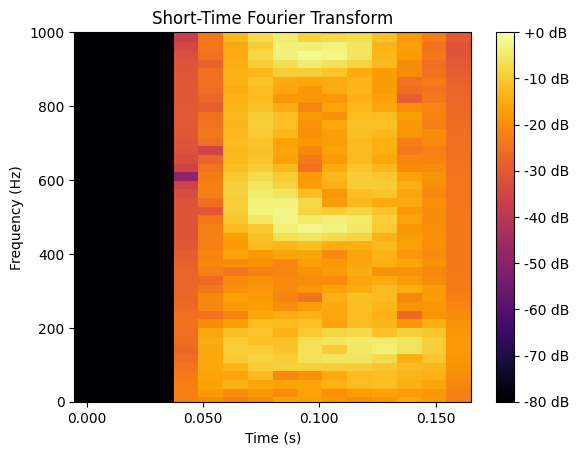 Short-Time Fourier Transform
1000
800
600
400
200
0
Frequency (Hz)
0.000
0.050
0.100
0.150
Time (s)
+0 dB
-10 dB
-20 dB
-30 dB
-40 dB
-50 dB
-60 dB
-70 dB
-80 dB